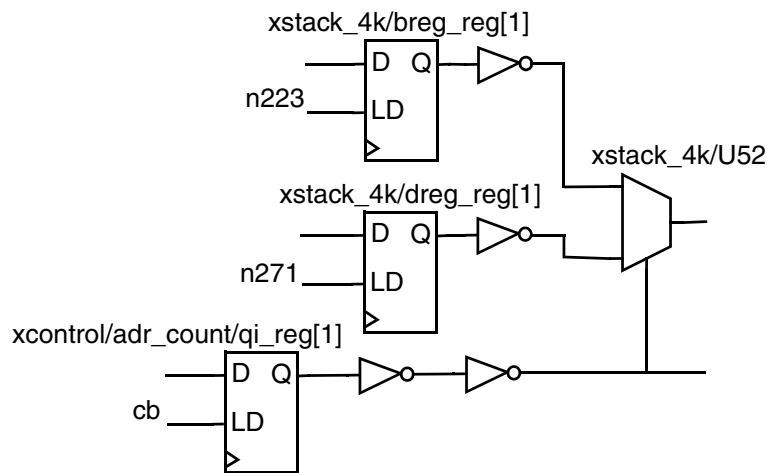 xstack_4k/breg_reg[1]
D Q
n223
LD
xstack_4k/U52
xstack_4k/dreg_reg[1]
D Q
n271
LD
xcontrol/adr_count/qi_reg[1]
D Q
cb
LD